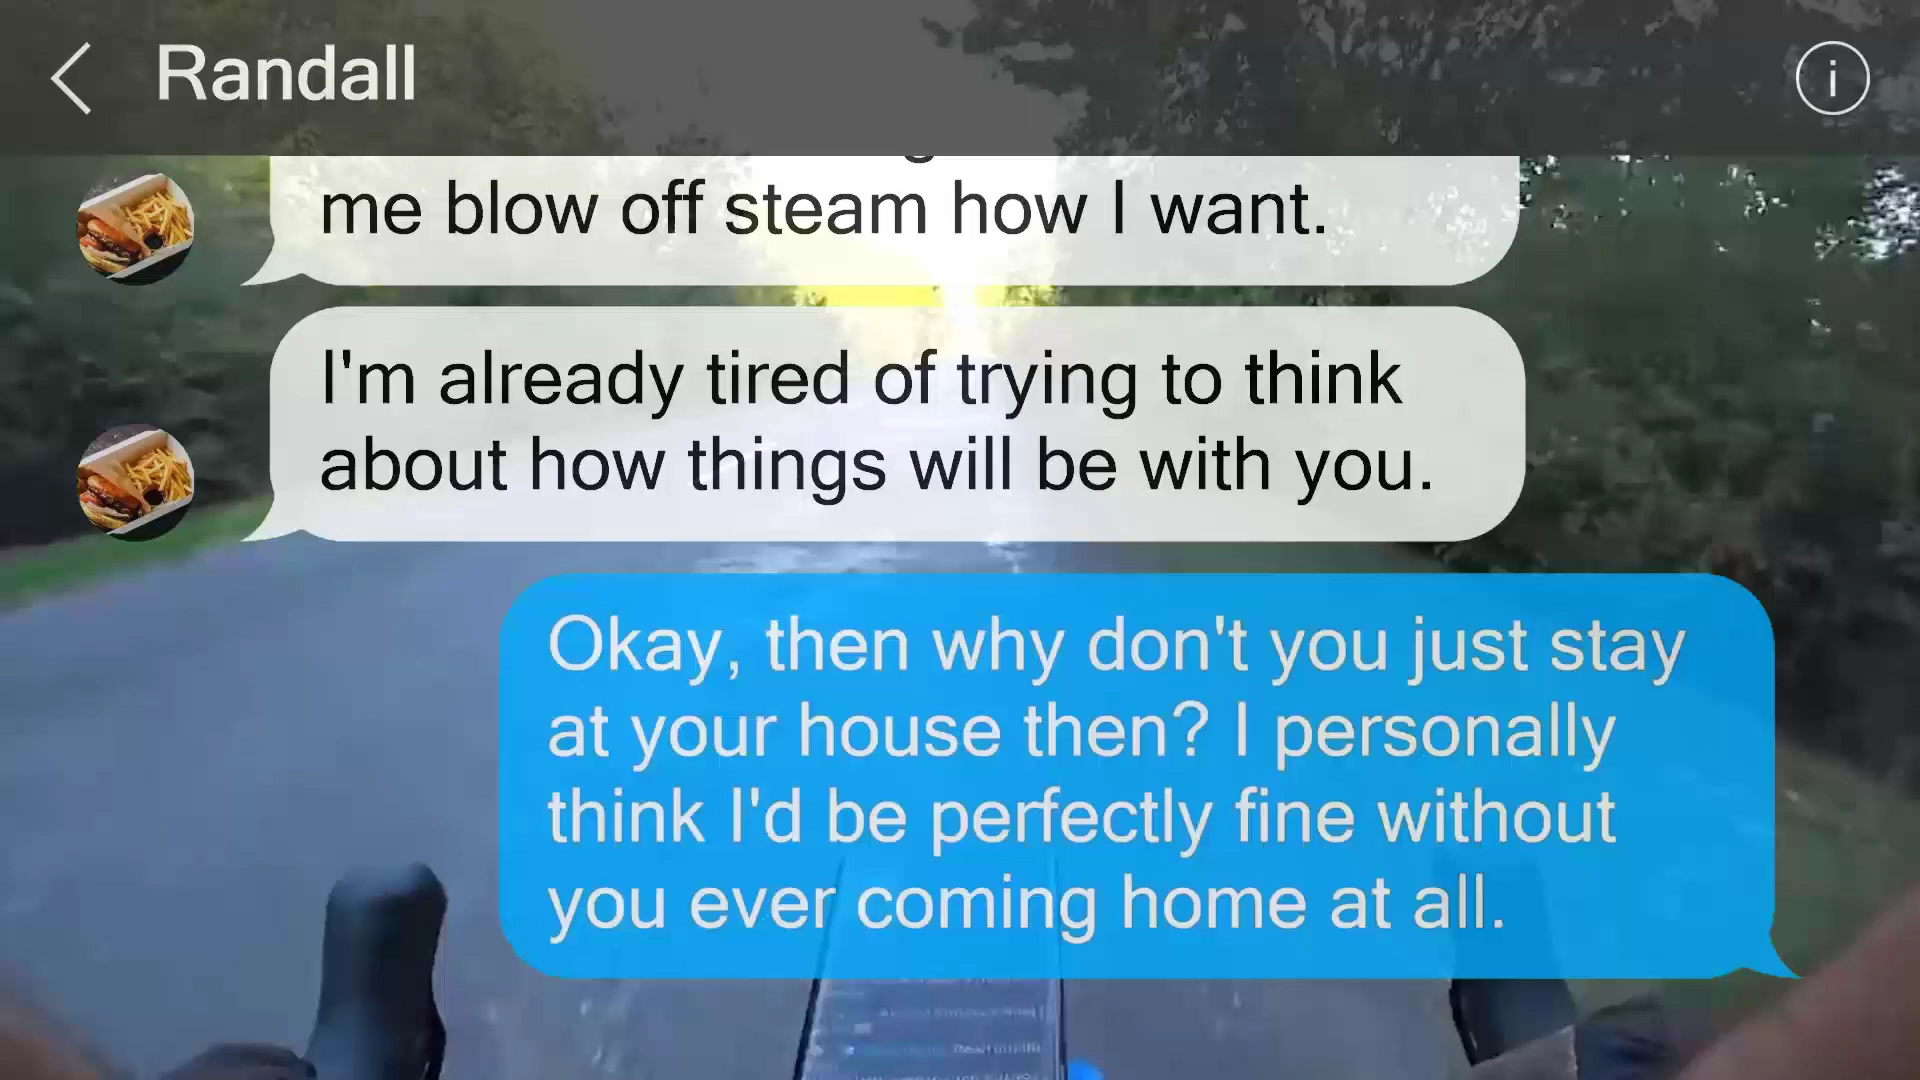 Randall
me blow off steam how I want.
I'm already tired of trying to think
about how things will be with you.
Okay, then why don't you just stay
at your house then? I personally
think I'd be perfectly fine without
you ever coming home at all.